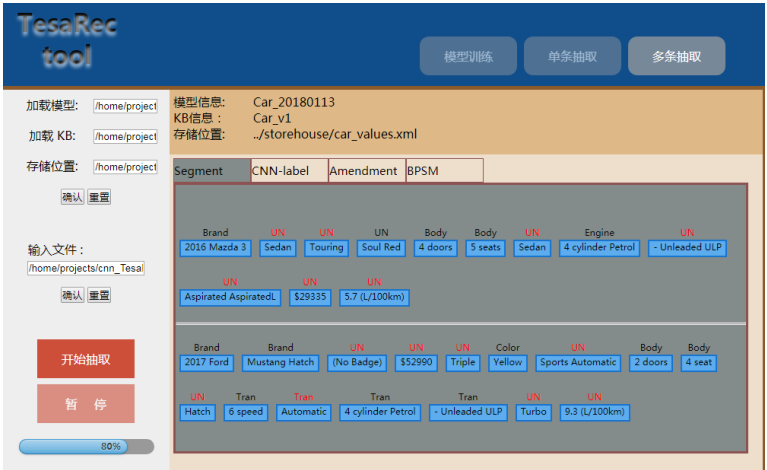 TesaRec
tool
模型训练 单条抽取 多条抽取
加载模型: /home/project
加载 KB: /home/project
存储位置: /home/project
确认 重置
输入文件：
/home/projects/cnn_Tesal
确认 重置
开始抽取
暂 停
80%
模型信息: Car_20180113
KB信息： Car_v1
存储位置: ../storehouse/car_values.xml
Segment CNN-label Amendment BPSM
Brand UN UN UN Body Body UN Engine UN
2016 Mazda 3 Sedan Touring Soul Red 4 doors 5 seats Sedan 4 cylinder Petrol - Unleaded ULP
UN UN UN
Aspirated AspiratedL $29335 5.7 (L/100km)
Brand Brand UN UN UN Color UN Body Body
2017 Ford Mustang Hatch (No Badge) $52990 Triple Yellow Sports Automatic 2 doors 4 seat
UN Tran Tran Tran Tran UN UN
Hatch 6 speed Automatic 4 cylinder Petrol - Unleaded ULP Turbo 9.3 (L/100km)